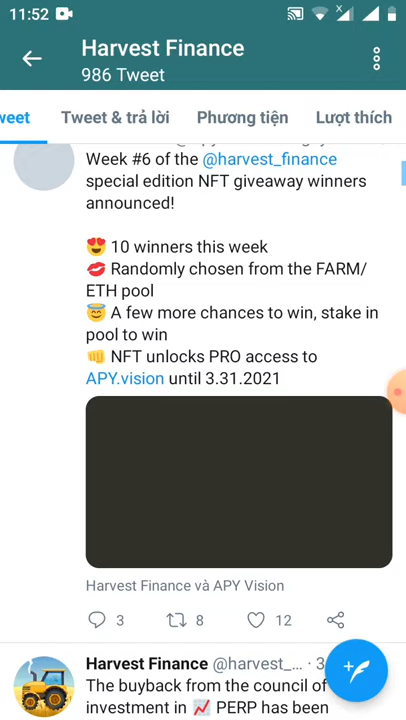 11:52
Harvest Finance
986 Tweet
weet
Tweet & trả lời
Phương tiện
Lượt thích
Week #6 of the @harvest_finance
special edition NFT giveaway winners
announced!
😍 10 winners this week
💋 Randomly chosen from the FARM/
ETH pool
😇 A few more chances to win, stake in
pool to win
👊 NFT unlocks PRO access to
APY.vision until 3.31.2021
Harvest Finance và APY Vision
3 8 12
Harvest Finance @harvest_... · 3
The buyback from the council of
investment in 📈 PERP has been